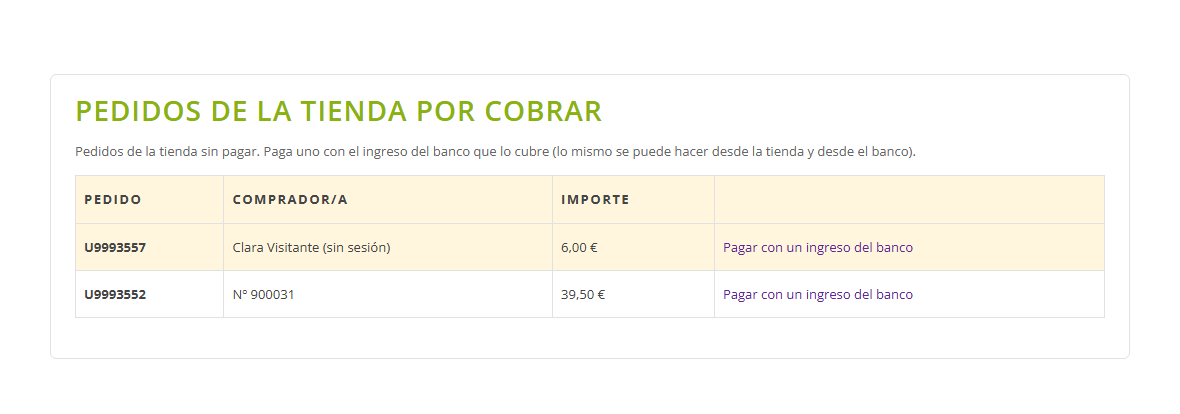 PEDIDOS DE LA TIENDA POR COBRAR
Pedidos de la tienda sin pagar. Paga uno con el ingreso del banco que lo cubre (lo mismo se puede hacer desde la tienda y desde el banco).
PEDIDO COMPRADOR/A IMPORTE
U9993557 Clara Visitante (sin sesión) 6,00 € Pagar con un ingreso del banco
U9993552 Nº 900031 39,50 € Pagar con un ingreso del banco